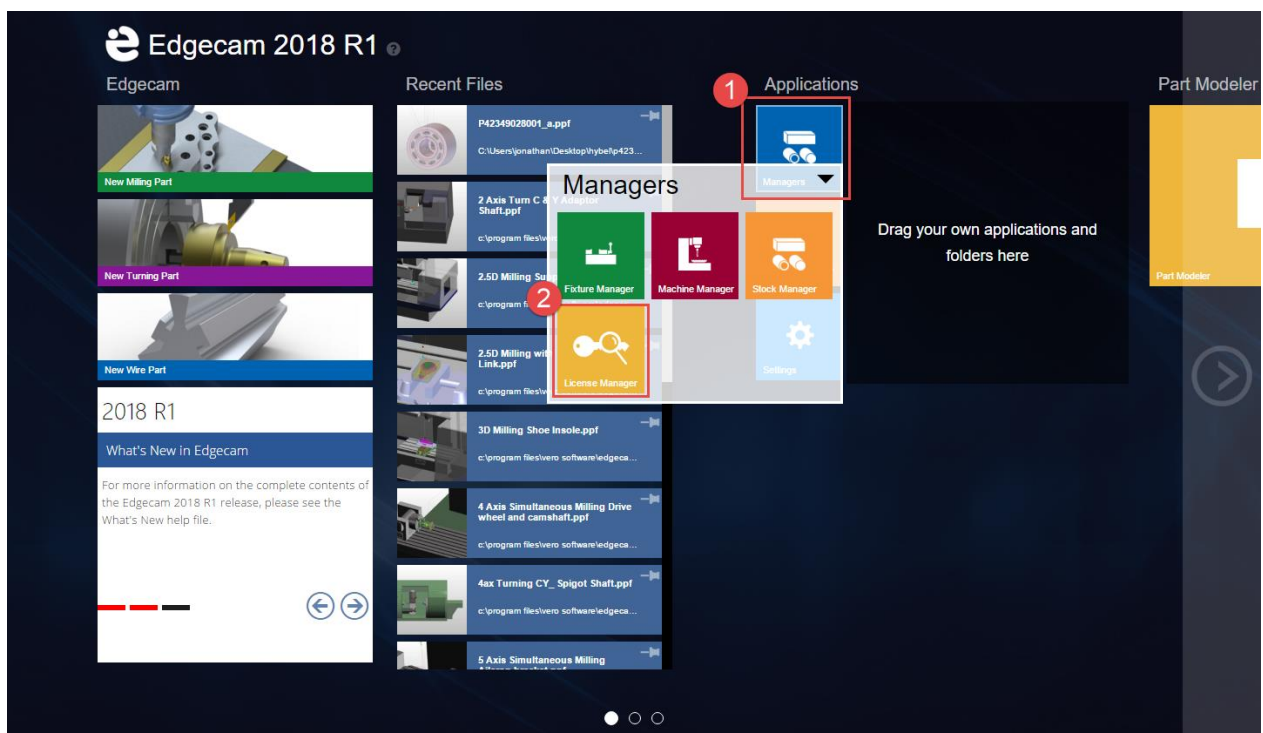 Edgecam 2018 R1
Edgecam
New Milling Part
New Turning Part
New Wire Part
2018 R1
What's New in Edgecam
For more information on the complete contents of
the Edgecam 2018 R1 release, please see the
What's New help file.
Recent Files
P42349028001_a.ppf
C:\Users\jonathan\Desktop\hybel\p423...
2 Axis Turn C & Y Adaptor
Shaft.ppf
c:\program files\v
2.5D Milling
c:\program
2.5D Milling
Link.ppf
c:\program files\v
3D Milling Shoe Insole.ppf
c:\program files\vero software\edgeca...
4 Axis Simultaneous Milling Drive
wheel and camshaft.ppf
c:\program files\vero software\edgeca...
4ax Turning CY_ Spigot Shaft.ppf
c:\program files\vero software\edgeca...
5 Axis Simultaneous Milling
1
Applications
Managers
Managers
Fixture Manager
Machine Manager
Stock Manager
2
License Manager
Settings
Drag your own applications and
folders here
Part Modeler
Part Modeler